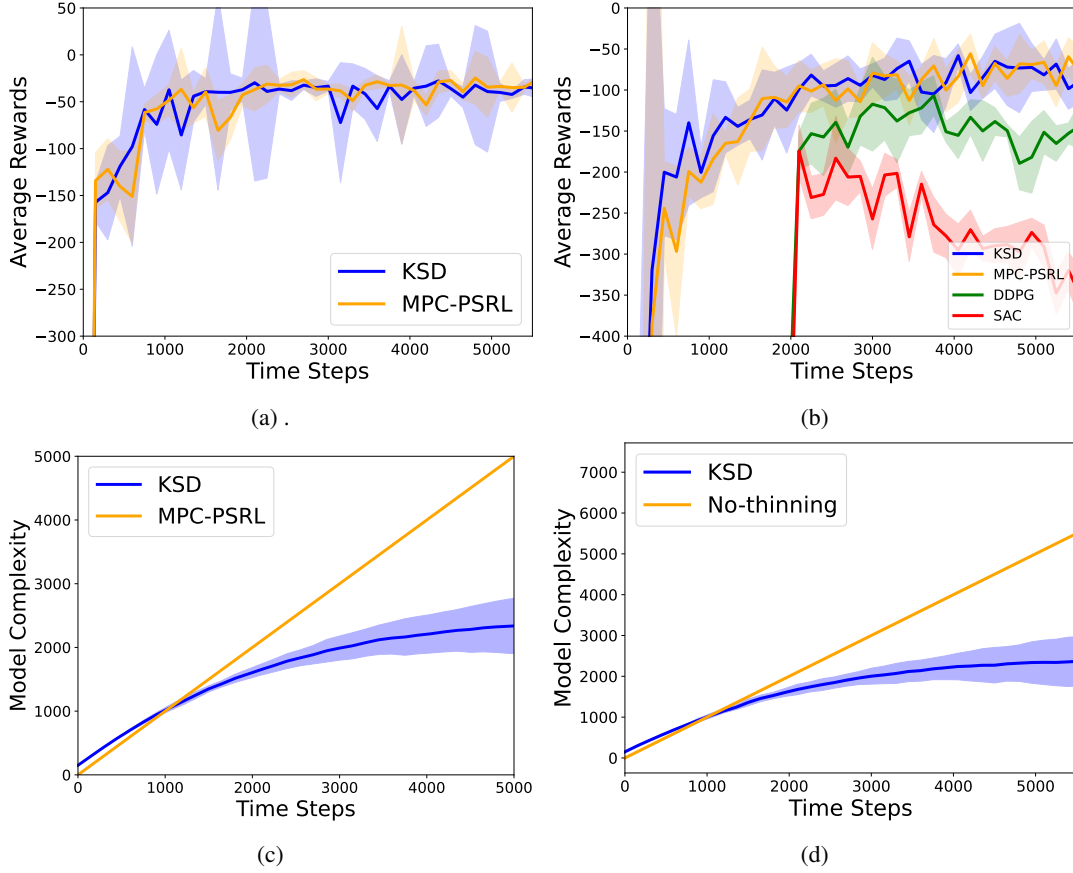 50
0
−50
−100
−150
−200
−250
−300
Average Rewards
0 1000 2000 3000 4000 5000
Time Steps
KSD
MPC-PSRL
(a) .
0
−50
−100
−150
−200
−250
−300
−350
−400
Average Rewards
0 1000 2000 3000 4000 5000
Time Steps
KSD
MPC-PSRL
DDPG
SAC
(b)
5000
4000
3000
2000
1000
0
Model Complexity
0 1000 2000 3000 4000 5000
Time Steps
KSD
MPC-PSRL
(c)
7000
6000
5000
4000
3000
2000
1000
0
Model Complexity
0 1000 2000 3000 4000 5000
Time Steps
KSD
No-thinning
(d)